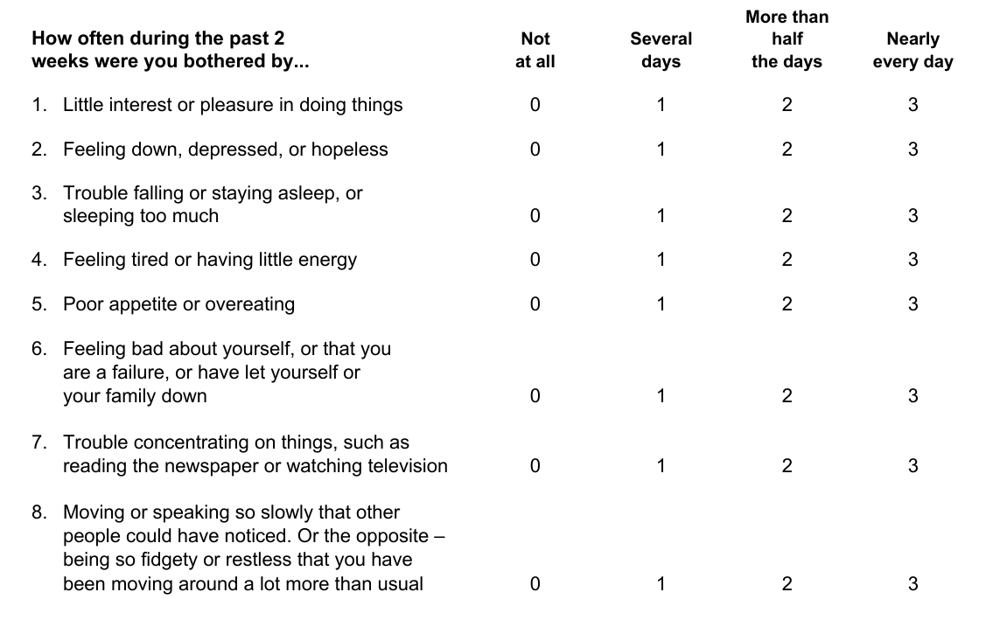 More than
How often during the past 2 Not Several half Nearly
weeks were you bothered by... at all days the days every day
1. Little interest or pleasure in doing things 0 1 2 3
2. Feeling down, depressed, or hopeless 0 1 2 3
3. Trouble falling or staying asleep, or
sleeping too much 0 1 2 3
4. Feeling tired or having little energy 0 1 2 3
5. Poor appetite or overeating 0 1 2 3
6. Feeling bad about yourself, or that you
are a failure, or have let yourself or
your family down 0 1 2 3
7. Trouble concentrating on things, such as
reading the newspaper or watching television 0 1 2 3
8. Moving or speaking so slowly that other
people could have noticed. Or the opposite –
being so fidgety or restless that you have
been moving around a lot more than usual 0 1 2 3